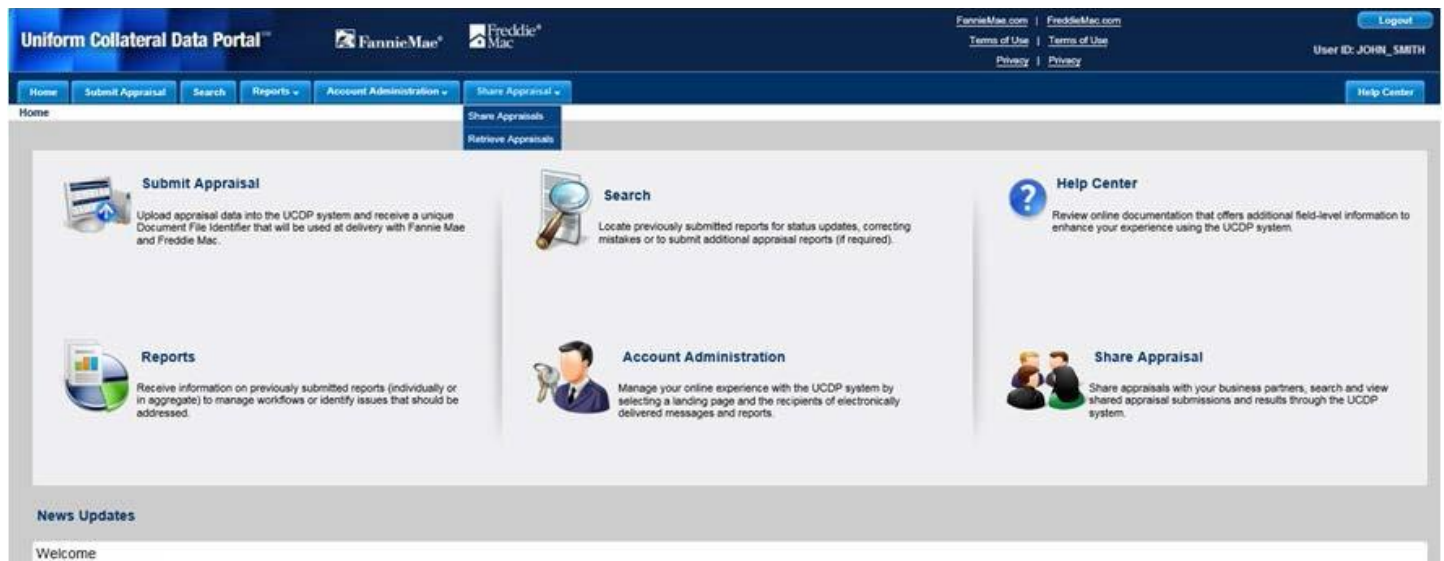 Uniform Collateral Data Portal℠
FannieMae®
Freddie
Mac
FannieMae.com | FreddieMac.com
Terms of Use | Terms of Use
Privacy | Privacy
Logout
User ID: JOHN_SMITH
Home
Submit Appraisal
Search
Reports
Account Administration
Share Appraisal
Help Center
Home
Share Appraisals
Retrieve Appraisals
Submit Appraisal
Upload appraisal data into the UCDP system and receive a unique
Document File Identifier that will be used at delivery with Fannie Mae
and Freddie Mac.
Search
Locate previously submitted reports for status updates, correcting
mistakes or to submit additional appraisal reports (if required).
Help Center
Review online documentation that offers additional field-level information to
enhance your experience using the UCDP system.
Reports
Receive information on previously submitted reports (individually or
in aggregate) to manage workflows or identify issues that should be
addressed.
Account Administration
Manage your online experience with the UCDP system by
selecting a landing page and the recipients of electronically
delivered messages and reports.
Share Appraisal
Share appraisals with your business partners, search and view
shared appraisal submissions and results through the UCDP
system.
News Updates
Welcome